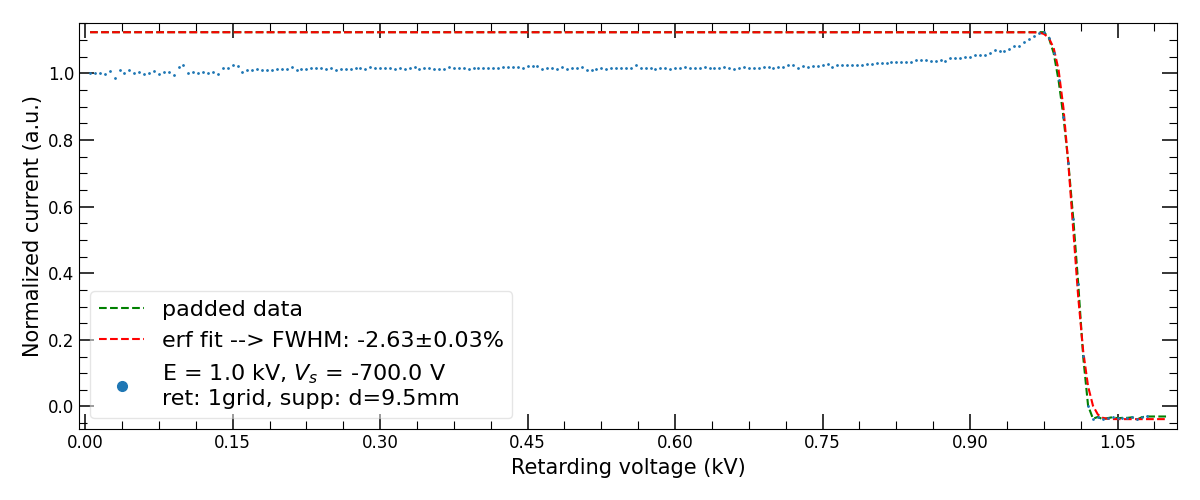 Normalized current (a.u.)
1.0
0.8
0.6
0.4
0.2
0.0
padded data
erf fit --> FWHM: -2.63±0.03%
E = 1.0 kV, Vₛ = -700.0 V
ret: 1grid, supp: d=9.5mm
0.00 0.15 0.30 0.45 0.60 0.75 0.90 1.05
Retarding voltage (kV)